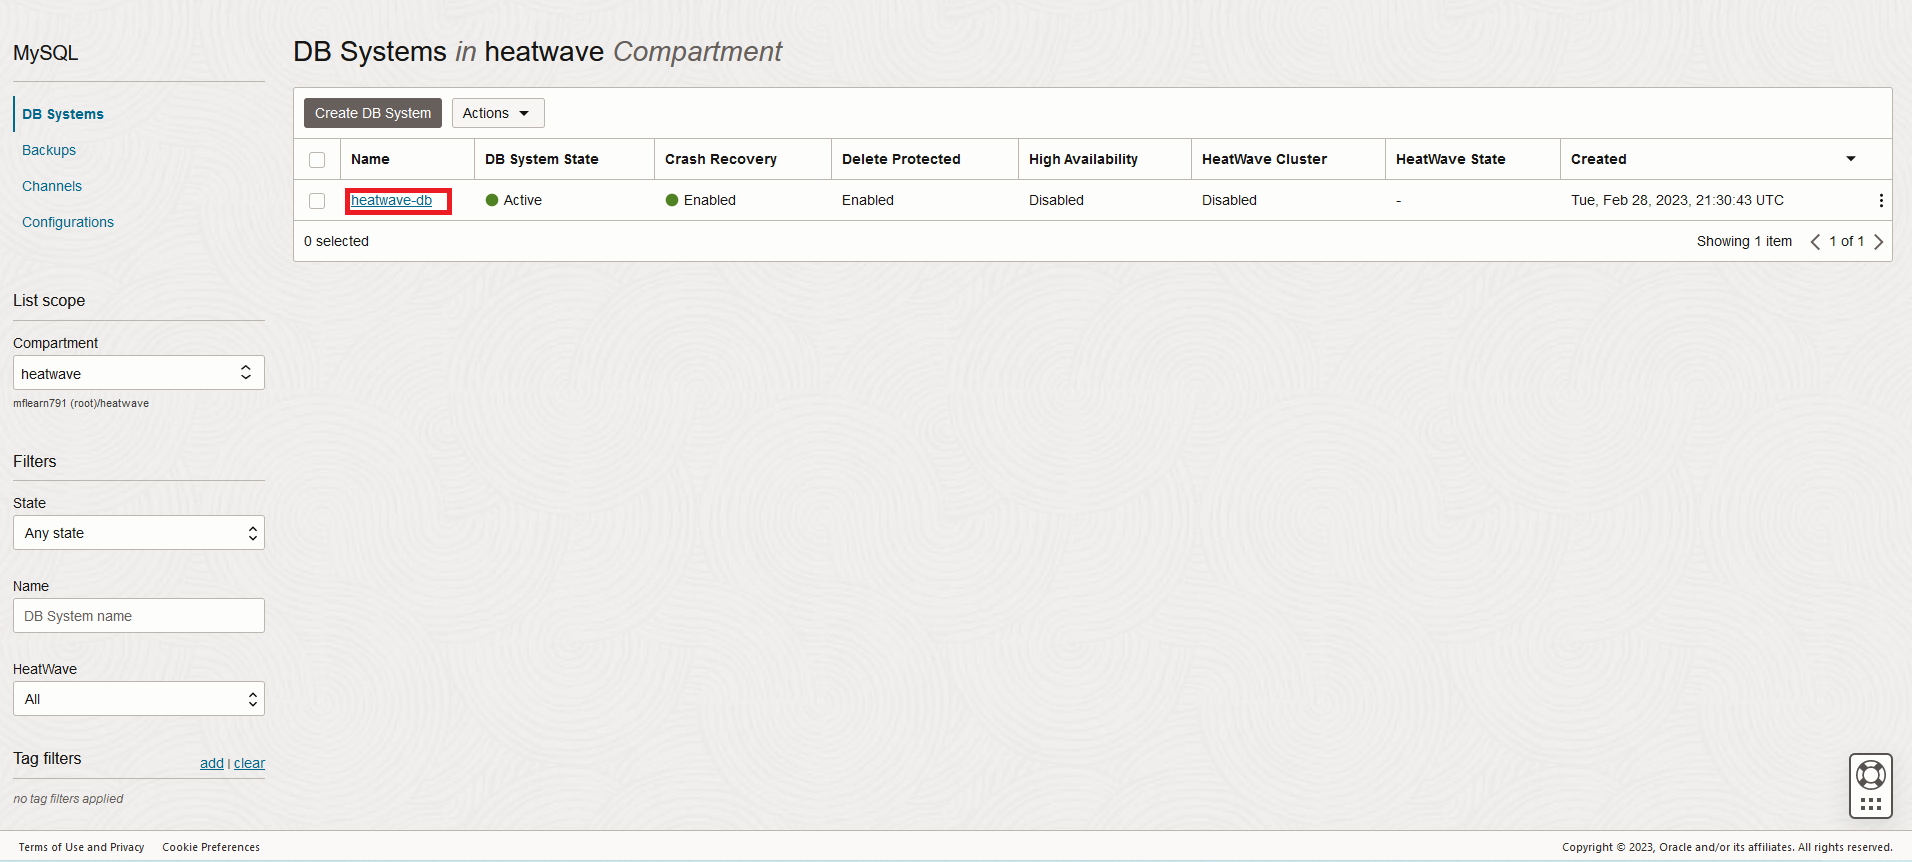 MySQL
DB Systems
Backups
Channels
Configurations
List scope
Compartment
heatwave
mflearn791 (root)/heatwave
Filters
State
Any state
Name
DB System name
HeatWave
All
Tag filters add | clear
no tag filters applied
DB Systems in heatwave Compartment
Create DB System Actions
Name DB System State Crash Recovery Delete Protected High Availability HeatWave Cluster HeatWave State Created
heatwave-db Active Enabled Enabled Disabled Disabled - Tue, Feb 28, 2023, 21:30:43 UTC
0 selected Showing 1 item 1 of 1
Terms of Use and Privacy Cookie Preferences Copyright © 2023, Oracle and/or its affiliates. All rights reserved.